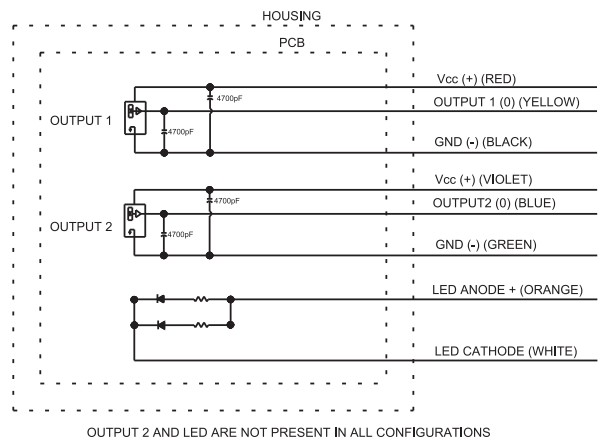 HOUSING
PCB
Vcc (+) (RED)
4700pF
OUTPUT 1 (0) (YELLOW)
OUTPUT 1
4700pF
GND (-) (BLACK)
Vcc (+) (VIOLET)
4700pF
OUTPUT2 (0) (BLUE)
OUTPUT 2
4700pF
GND (-) (GREEN)
LED ANODE + (ORANGE)
LED CATHODE (WHITE)
OUTPUT 2 AND LED ARE NOT PRESENT IN ALL CONFIGURATIONS